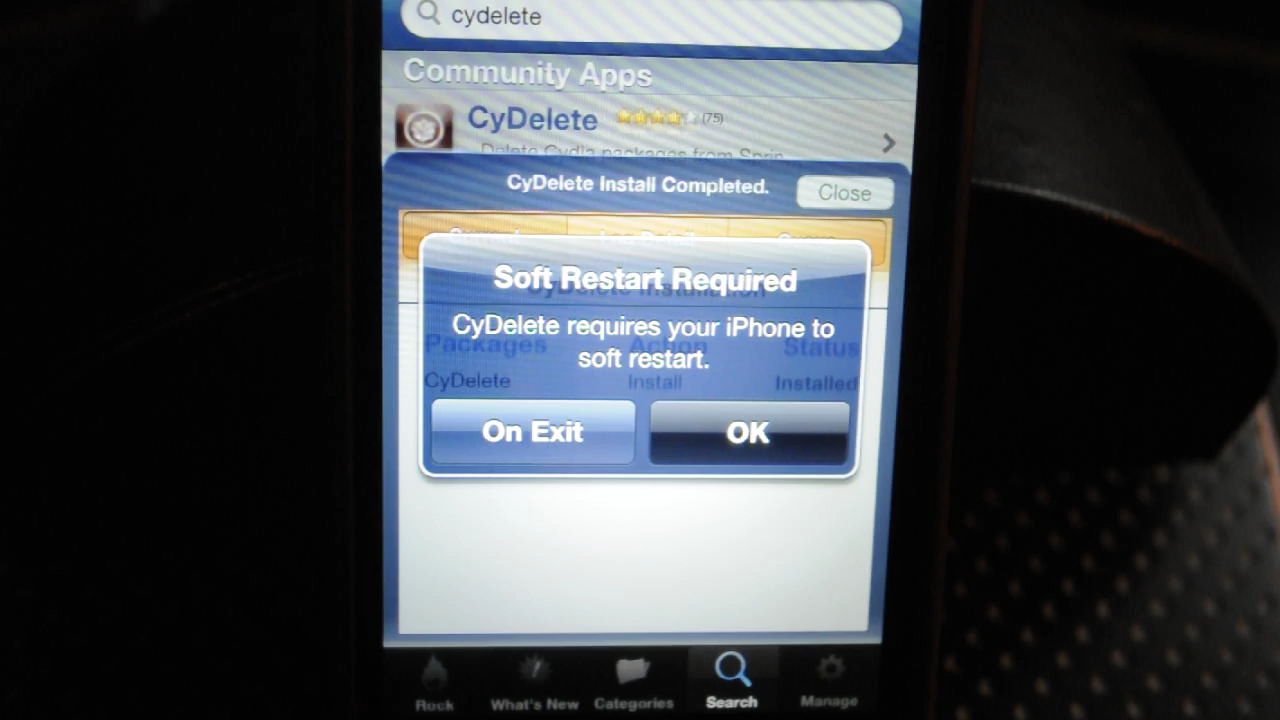 cydelete
Community Apps
CyDelete (75)
Delete Cydia packages from Sprin...
CyDelete Install Completed. Close
Soft Restart Required
CyDelete Installation
CyDelete requires your iPhone to
soft restart.
Packages Action Status
CyDelete Install Installed
On Exit OK
Rock What's New Categories Search Manage